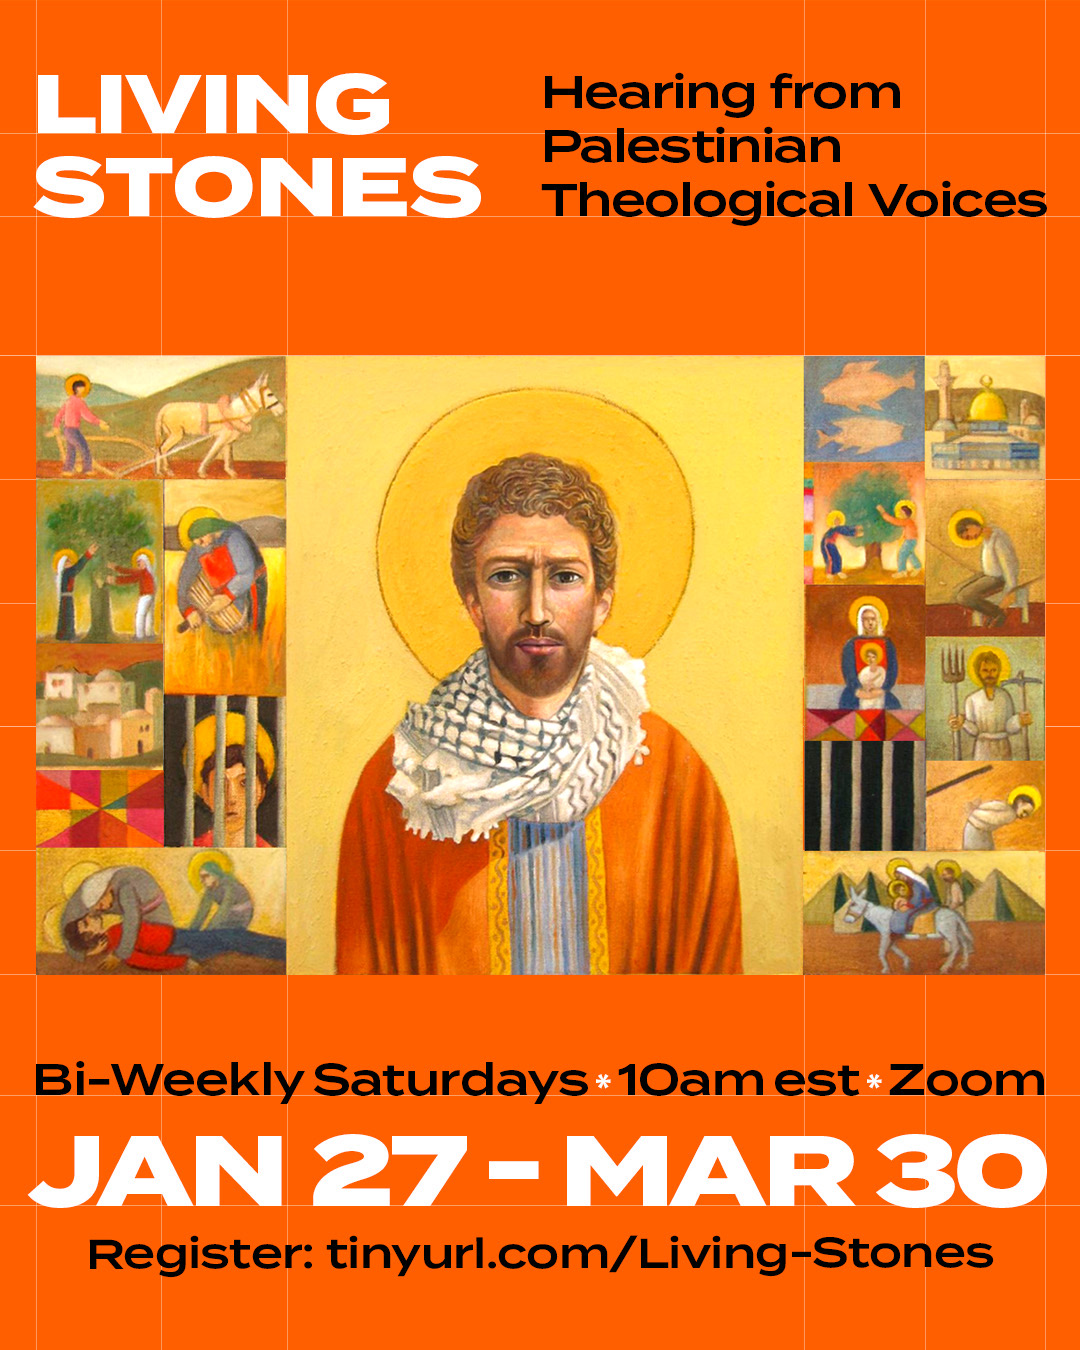 LIVING
STONES
Hearing from
Palestinian
Theological Voices
Bi-Weekly Saturdays * 10am est * Zoom
JAN 27 - MAR 30
Register: tinyurl.com/Living-Stones